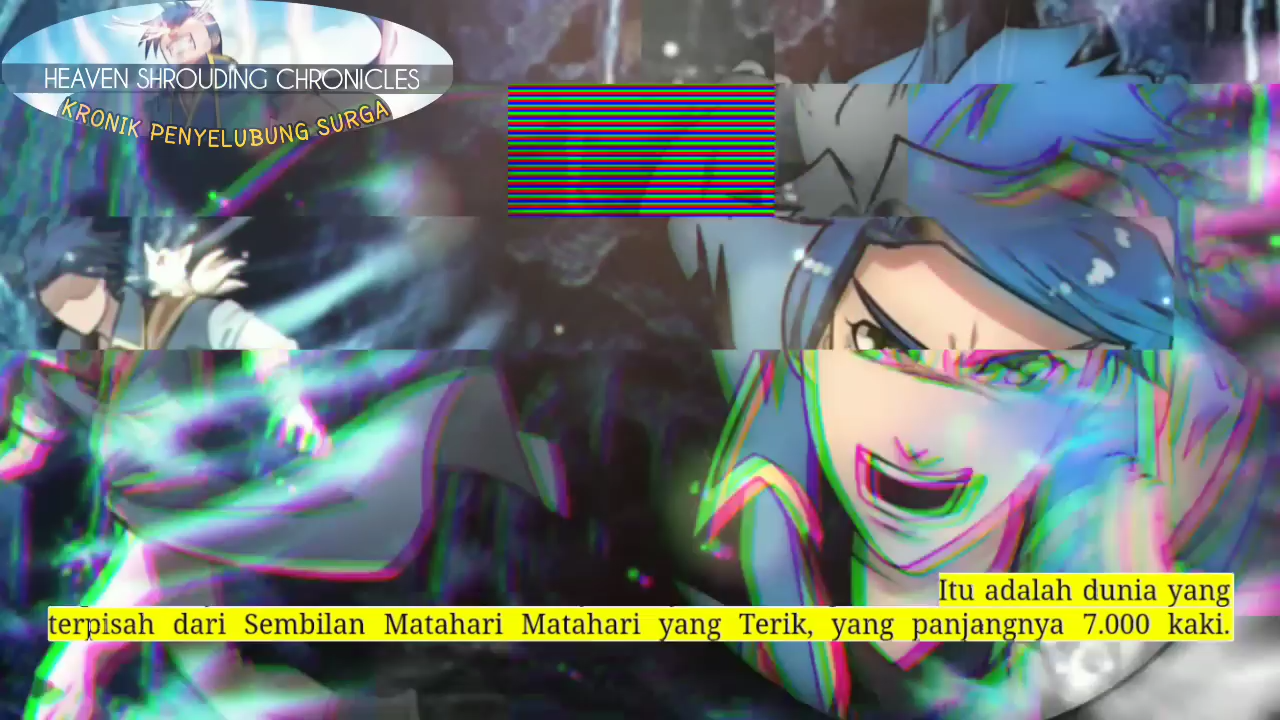 HEAVEN SHROUDING CHRONICLES
KRONIK PENYELUBUNG SURGA
Itu adalah dunia yang
terpisah dari Sembilan Matahari Matahari yang Terik, yang panjangnya 7.000 kaki.